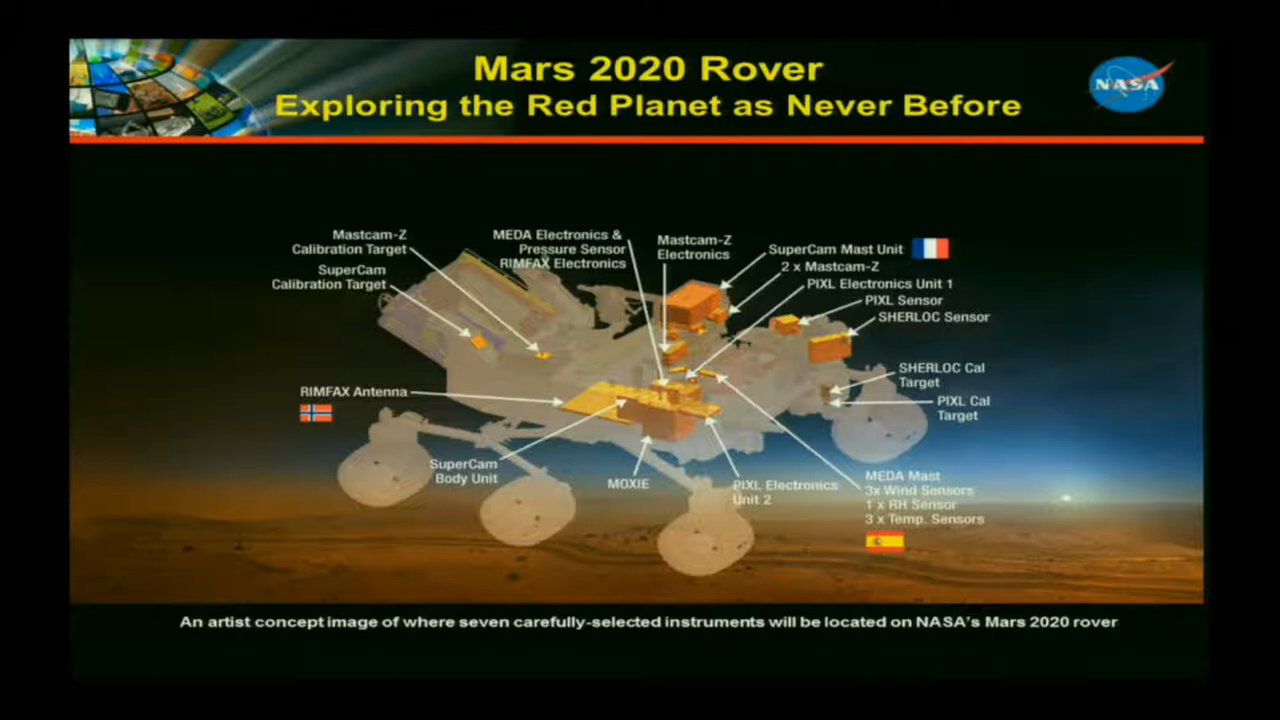 Mars 2020 Rover
Exploring the Red Planet as Never Before
NASA
Mastcam-Z
Calibration Target
SuperCam
Calibration Target
MEDA Electronics &
Pressure Sensor
RIMFAX Electronics
Mastcam-Z
Electronics
SuperCam Mast Unit
2 x Mastcam-Z
PIXL Electronics Unit 1
PIXL Sensor
SHERLOC Sensor
SHERLOC Cal
Target
PIXL Cal
Target
RIMFAX Antenna
SuperCam
Body Unit
MOXIE
PIXL Electronics
Unit 2
MEDA Mast
3x Wind Sensors
1 x RH Sensor
3 x Temp. Sensors
An artist concept image of where seven carefully-selected instruments will be located on NASA's Mars 2020 rover